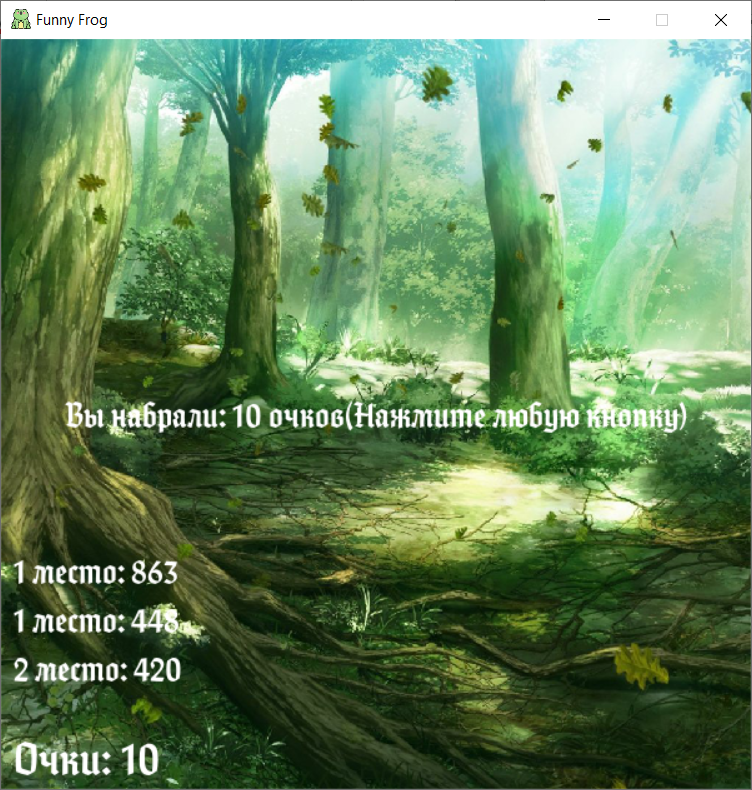 Funny Frog
Вы набрали: 10 очков(Нажмите любую кнопку)
1 место: 863
1 место: 448
2 место: 420
Очки: 10